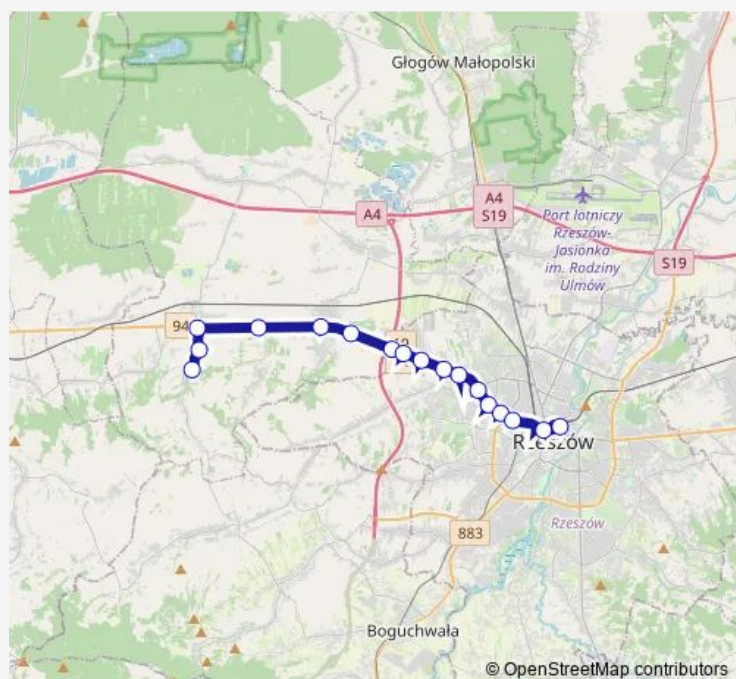 Głogów Małopolski
A4
A4
S19
Port lotniczy
Rzeszów-
Jasionka
im. Rodziny
Ulmów
S19
94
Rzeszów
Rzeszów
883
Boguchwała
© OpenStreetMap contributors